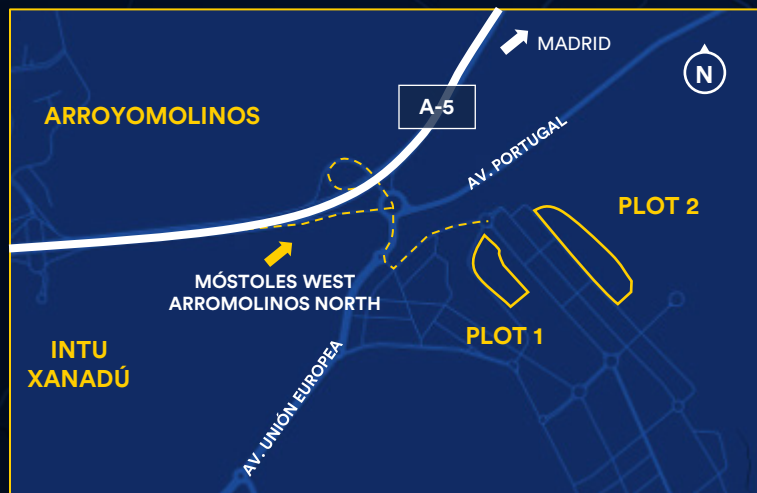 MADRID
N
ARROYOMOLINOS
A-5
AV. PORTUGAL
PLOT 2
MÓSTOLES WEST
ARROMOLINOS NORTH
PLOT 1
INTU
XANADÚ
AV. UNIÓN EUROPEA